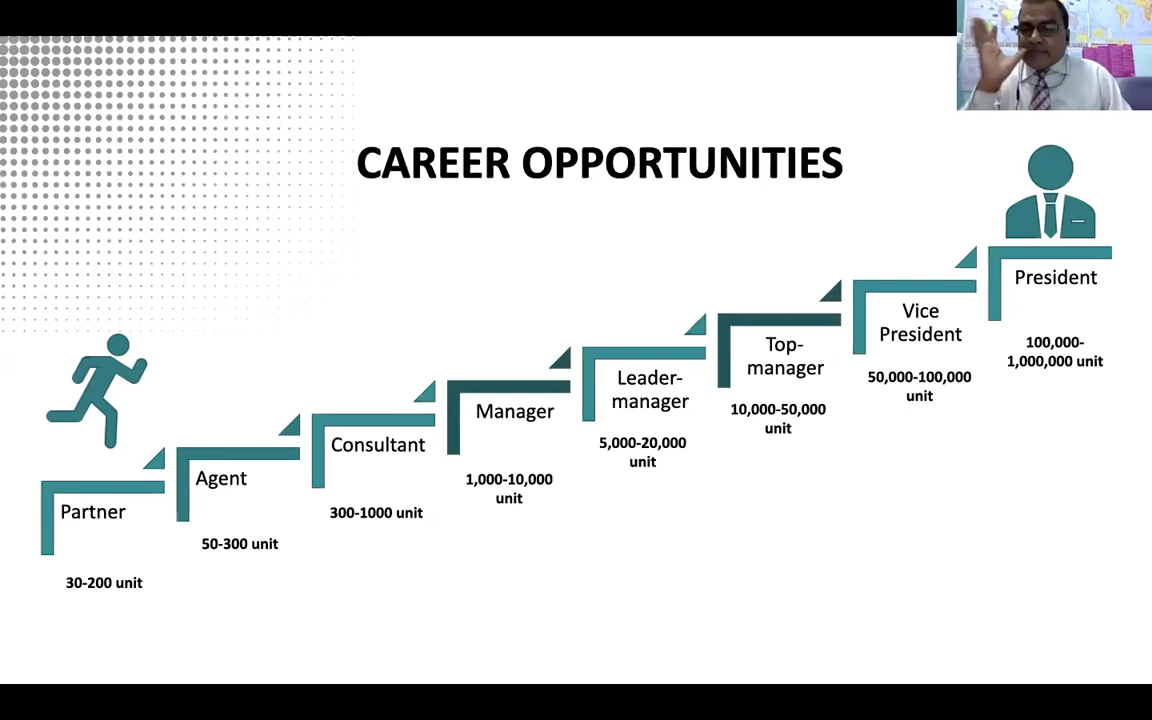 CAREER OPPORTUNITIES
Partner
30-200 unit
Agent
50-300 unit
Consultant
300-1000 unit
Manager
1,000-10,000
unit
Leader-
manager
5,000-20,000
unit
Top-
manager
10,000-50,000
unit
Vice
President
50,000-100,000
unit
President
100,000-
1,000,000 unit